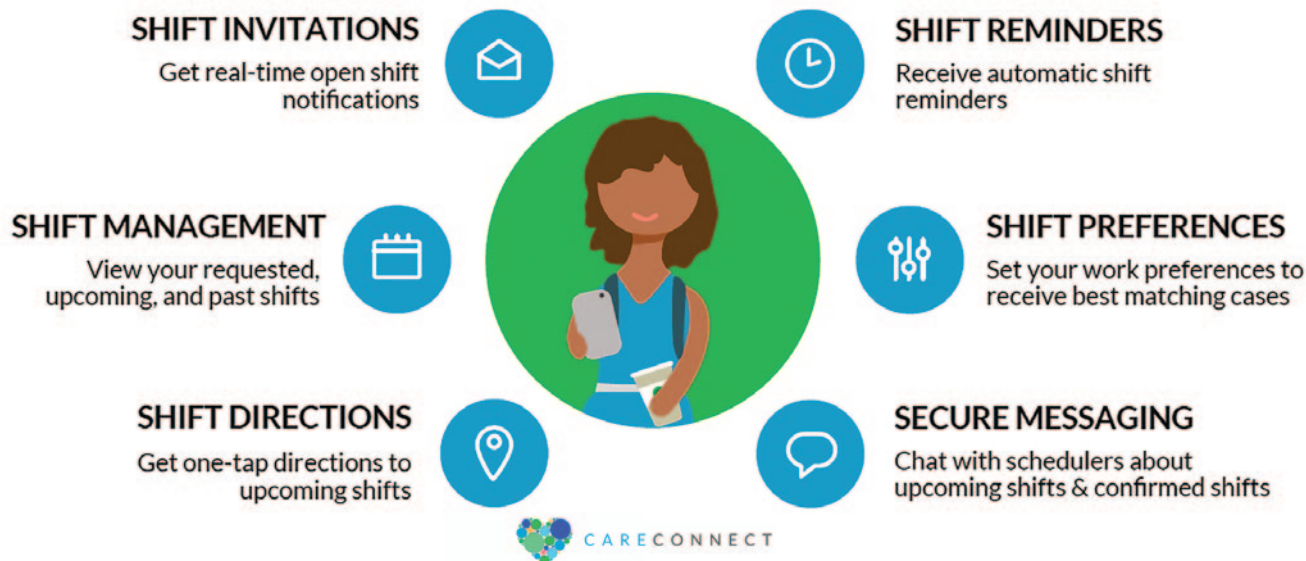 SHIFT INVITATIONS
Get real-time open shift
notifications
SHIFT REMINDERS
Receive automatic shift
reminders
SHIFT MANAGEMENT
View your requested,
upcoming, and past shifts
SHIFT PREFERENCES
Set your work preferences to
receive best matching cases
SHIFT DIRECTIONS
Get one-tap directions to
upcoming shifts
SECURE MESSAGING
Chat with schedulers about
upcoming shifts & confirmed shifts
CARECONNECT